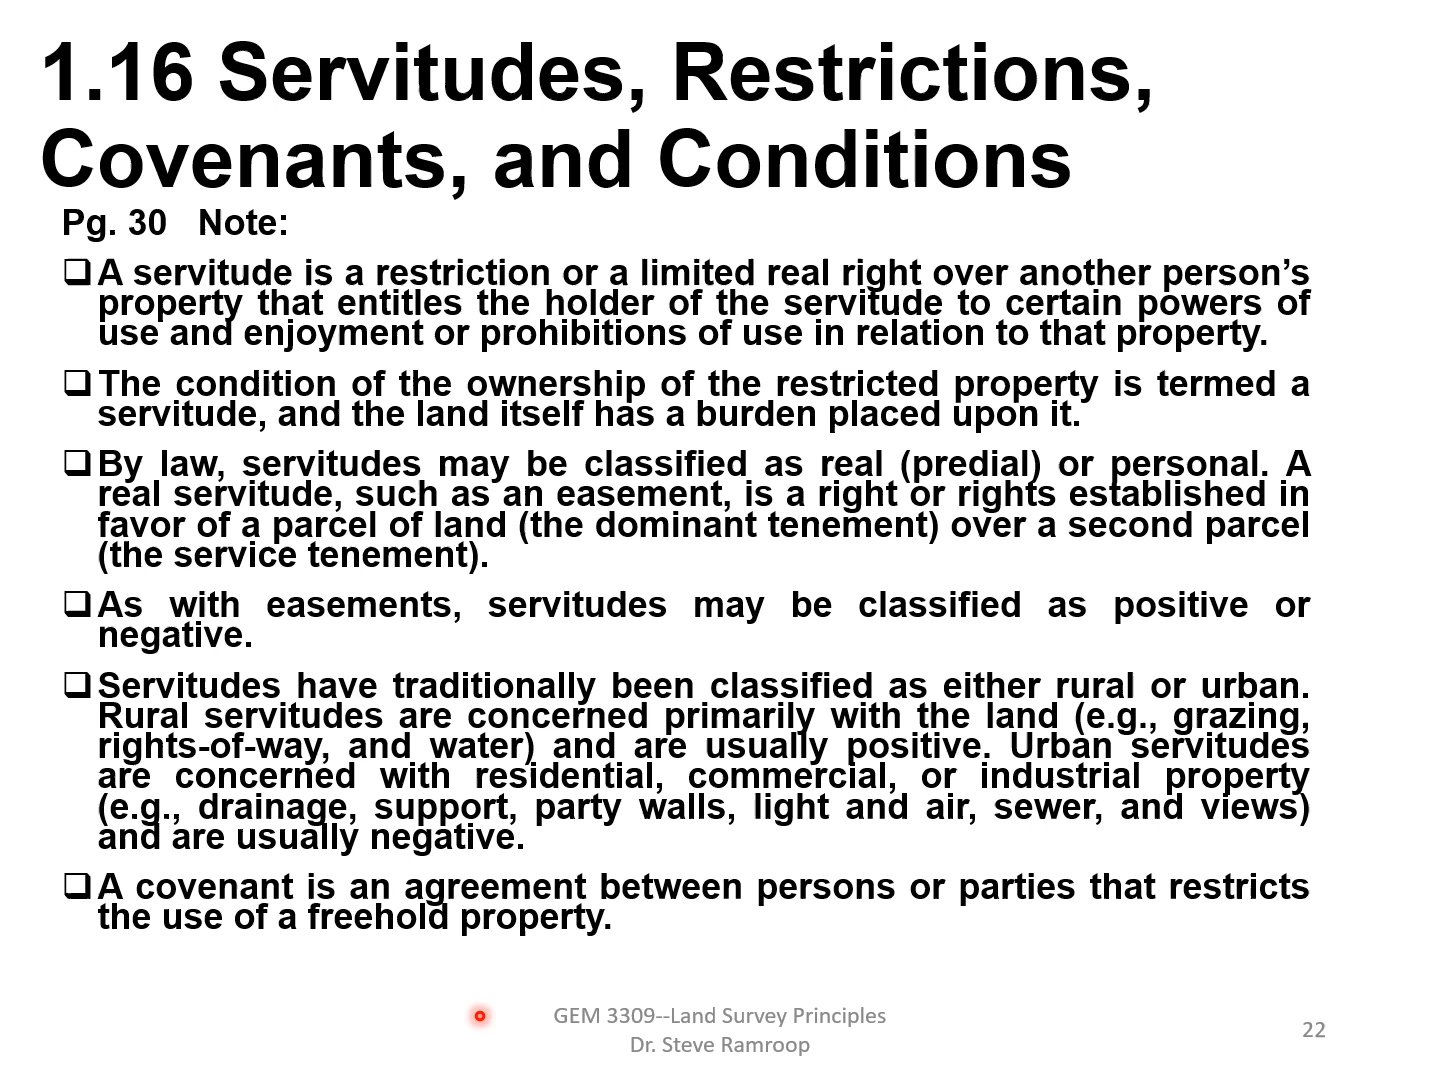 1.16 Servitudes, Restrictions,
Covenants, and Conditions
Pg. 30 Note:
❑A servitude is a restriction or a limited real right over another person’s
property that entitles the holder of the servitude to certain powers of
use and enjoyment or prohibitions of use in relation to that property.
❑The condition of the ownership of the restricted property is termed a
servitude, and the land itself has a burden placed upon it.
❑By law, servitudes may be classified as real (predial) or personal. A
real servitude, such as an easement, is a right or rights established in
favor of a parcel of land (the dominant tenement) over a second parcel
(the service tenement).
❑As with easements, servitudes may be classified as positive or
negative.
❑Servitudes have traditionally been classified as either rural or urban.
Rural servitudes are concerned primarily with the land (e.g., grazing,
rights-of-way, and water) and are usually positive. Urban servitudes
are concerned with residential, commercial, or industrial property
(e.g., drainage, support, party walls, light and air, sewer, and views)
and are usually negative.
❑A covenant is an agreement between persons or parties that restricts
the use of a freehold property.
GEM 3309--Land Survey Principles
Dr. Steve Ramroop
22